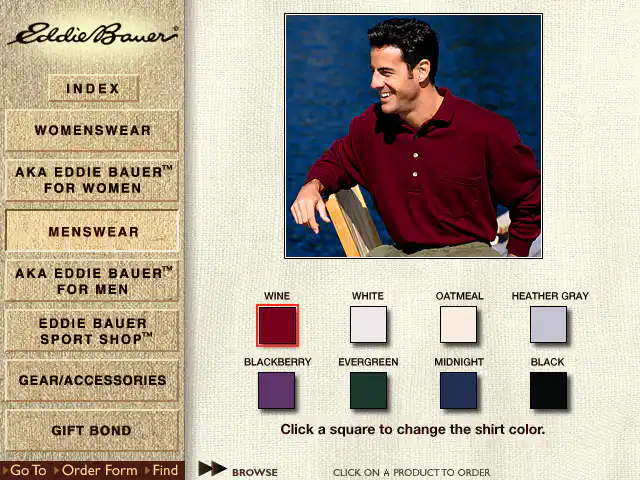 Eddie Bauer®
INDEX
WOMENSWEAR
AKA EDDIE BAUER™
FOR WOMEN
MENSWEAR
AKA EDDIE BAUER™
FOR MEN
EDDIE BAUER
SPORT SHOP™
GEAR/ACCESSORIES
GIFT BOND
Go To Order Form Find
WINE WHITE OATMEAL HEATHER GRAY
BLACKBERRY EVERGREEN MIDNIGHT BLACK
Click a square to change the shirt color.
BROWSE CLICK ON A PRODUCT TO ORDER